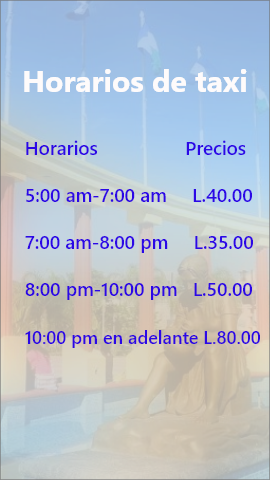 Horarios de taxi
Horarios Precios
5:00 am-7:00 am L.40.00
7:00 am-8:00 pm L.35.00
8:00 pm-10:00 pm L.50.00
10:00 pm en adelante L.80.00